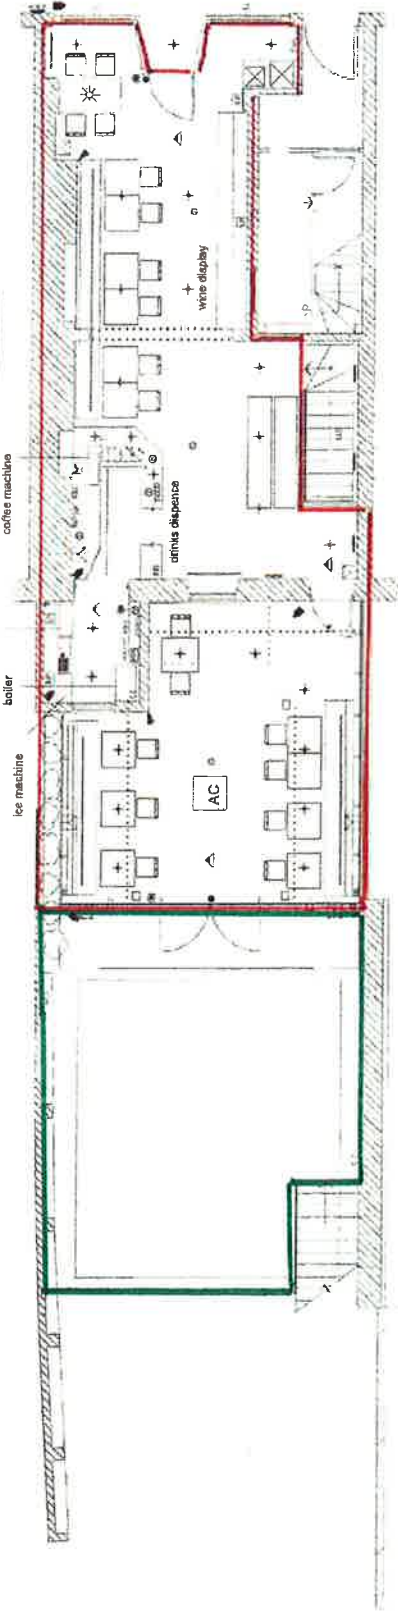 wine display
coffee machine
drinks dispence
boiler
ice machine
AC